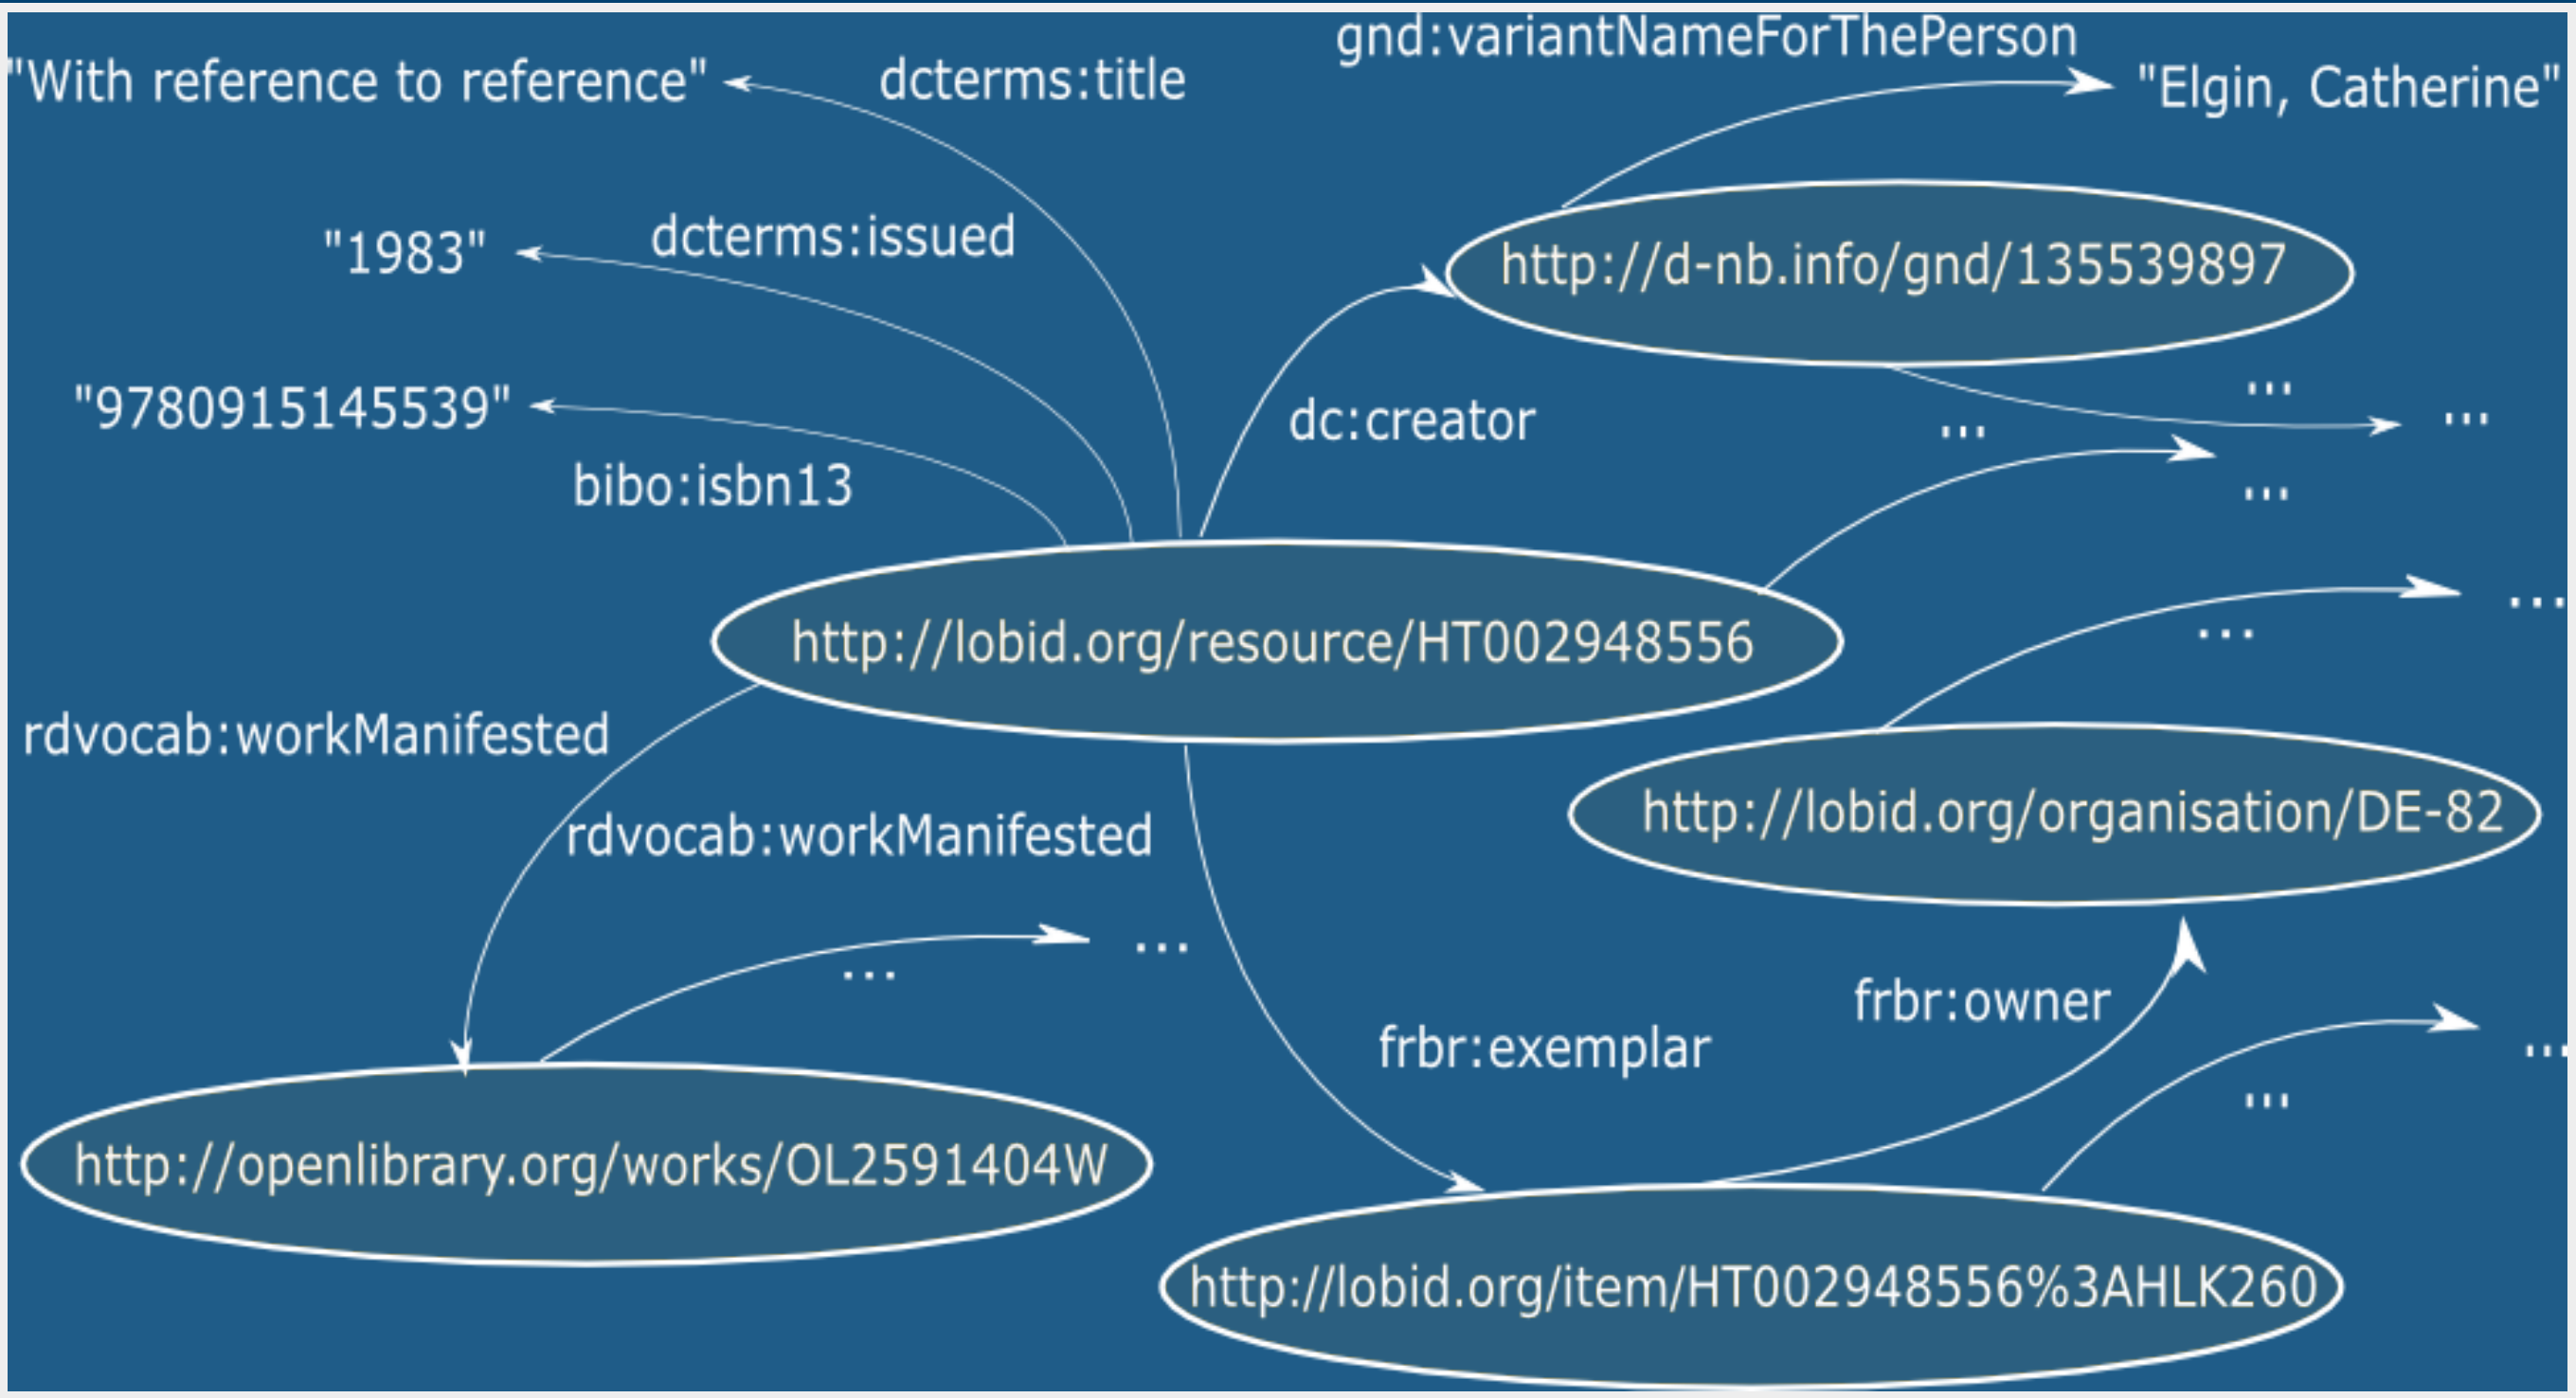 gnd:variantNameForThePerson
"With reference to reference"
dcterms:title
"Elgin, Catherine"
"1983"
dcterms:issued
http://d-nb.info/gnd/135539897
"9780915145539"
dc:creator
...
...
...
bibo:isbn13
...
http://lobid.org/resource/HT002948556
...
...
rdvocab:workManifested
http://lobid.org/organisation/DE-82
rdvocab:workManifested
...
...
frbr:owner
frbr:exemplar
...
...
http://openlibrary.org/works/OL2591404W
http://lobid.org/item/HT002948556%3AHLK260